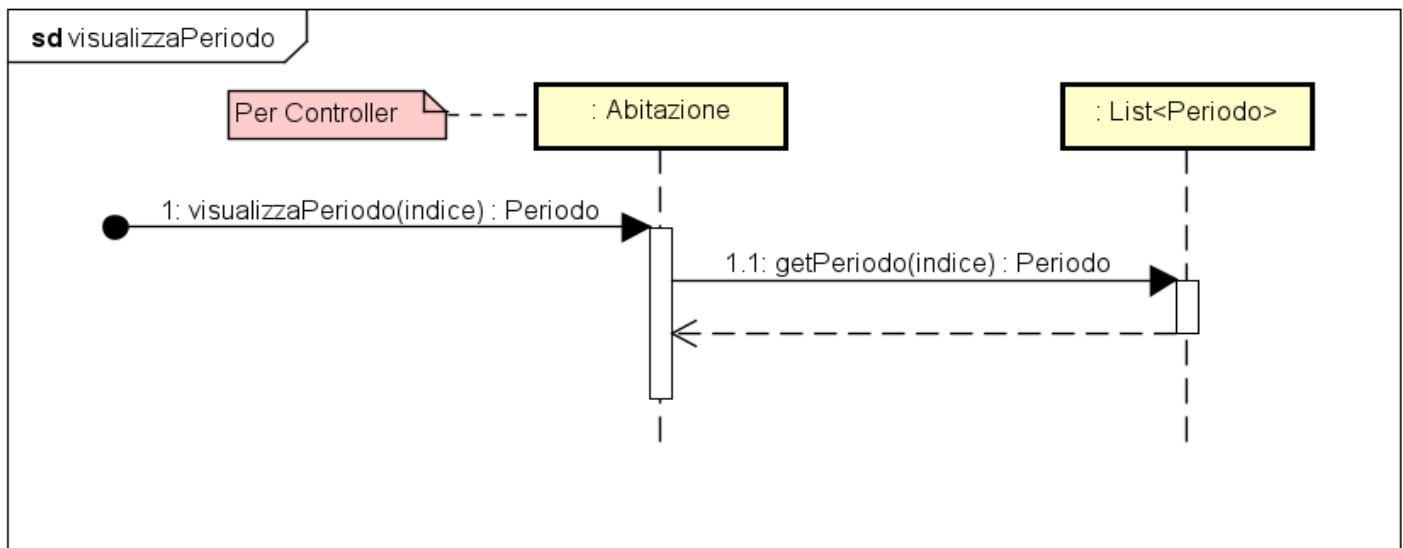 sd visualizzaPeriodo
Per Controller
: Abitazione
: List<Periodo>
1: visualizzaPeriodo(indice) : Periodo
1.1: getPeriodo(indice) : Periodo